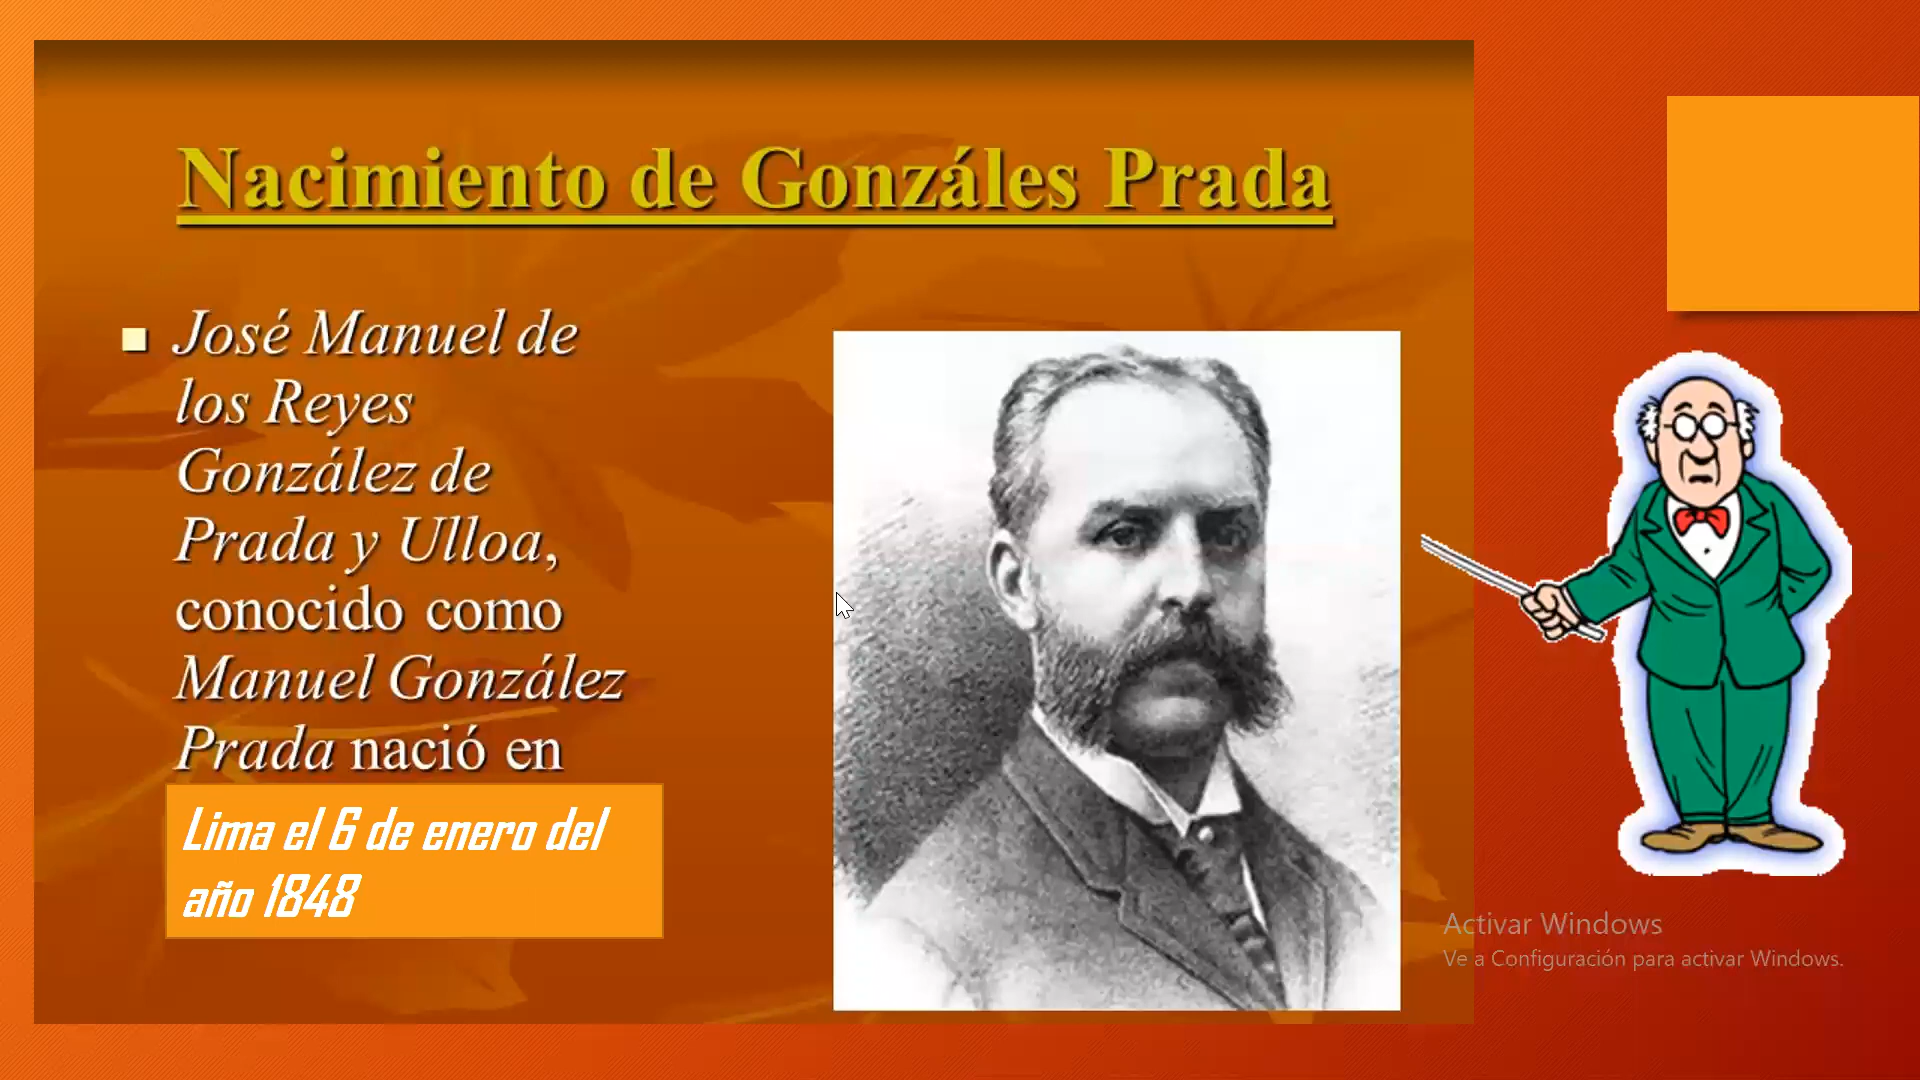 Nacimiento de Gonzáles Prada
José Manuel de
los Reyes
González de
Prada y Ulloa,
conocido como
Manuel González
Prada nació en
Lima el 6 de enero del
año 1848
Activar Windows
Ve a Configuración para activar Windows.